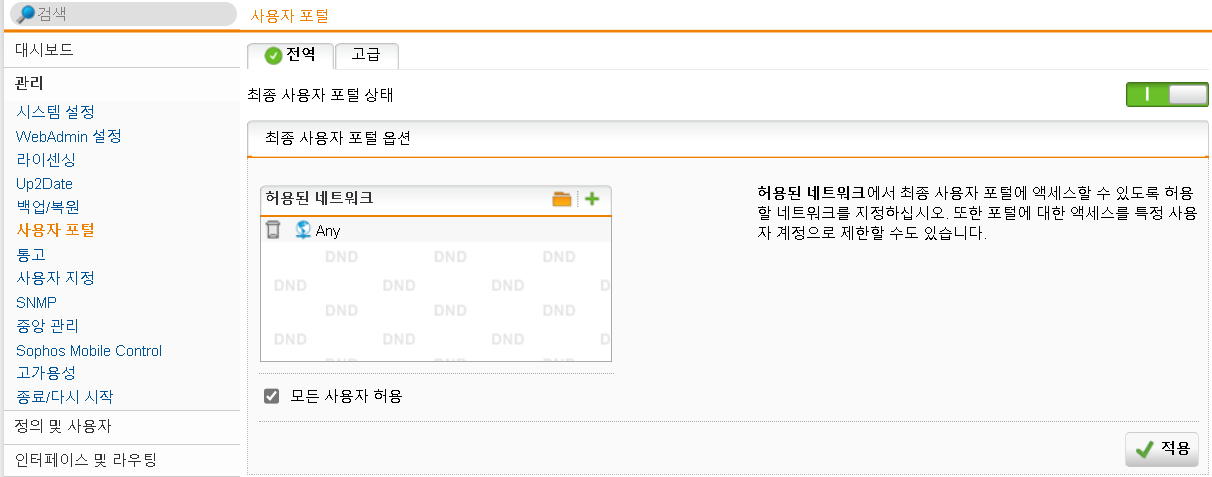 검색
사용자 포털
대시보드
관리
시스템 설정
WebAdmin 설정
라이센싱
Up2Date
백업/복원
사용자 포털
통고
사용자 지정
SNMP
중앙 관리
Sophos Mobile Control
고가용성
종료/다시 시작
정의 및 사용자
인터페이스 및 라우팅
전역
고급
최종 사용자 포털 상태
최종 사용자 포털 옵션
허용된 네트워크
Any
DND DND DND
DND DND DND D
DND DND DND
DND DND DND D
DND DND DND
허용된 네트워크에서 최종 사용자 포털에 액세스할 수 있도록 허용
할 네트워크를 지정하십시오. 또한 포털에 대한 액세스를 특정 사용
자 계정으로 제한할 수도 있습니다.
모든 사용자 허용
적용